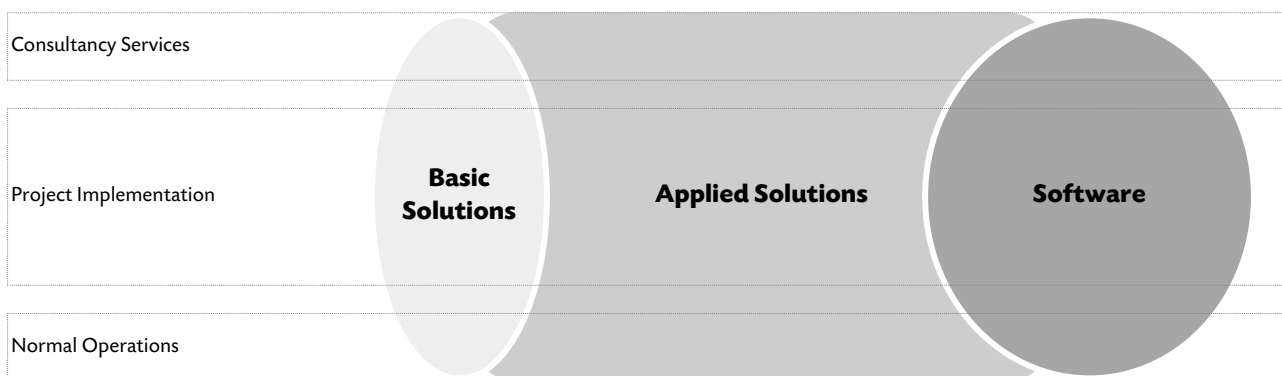 Consultancy Services
Project Implementation
Basic
Solutions
Applied Solutions
Software
Normal Operations